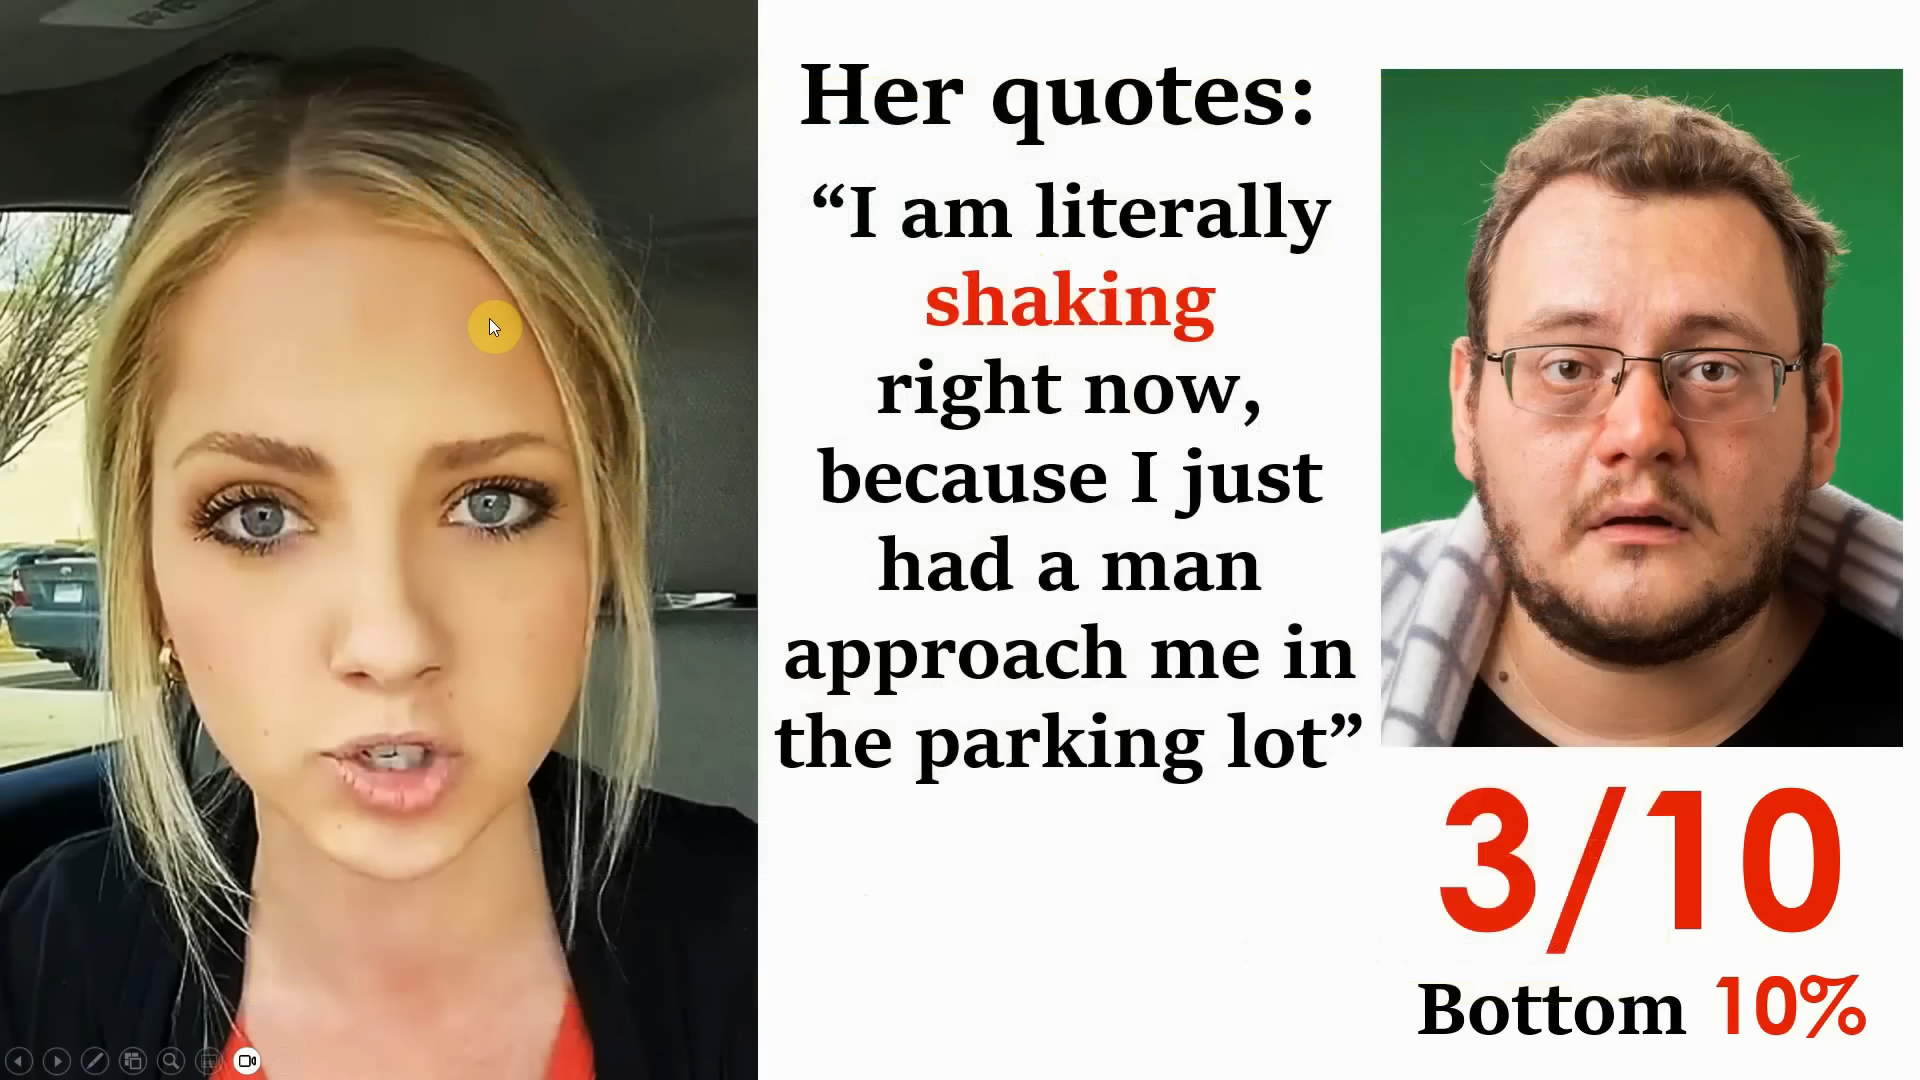 Her quotes:
“I am literally
shaking
right now,
because I just
had a man
approach me in
the parking lot”
3/10
Bottom 10%